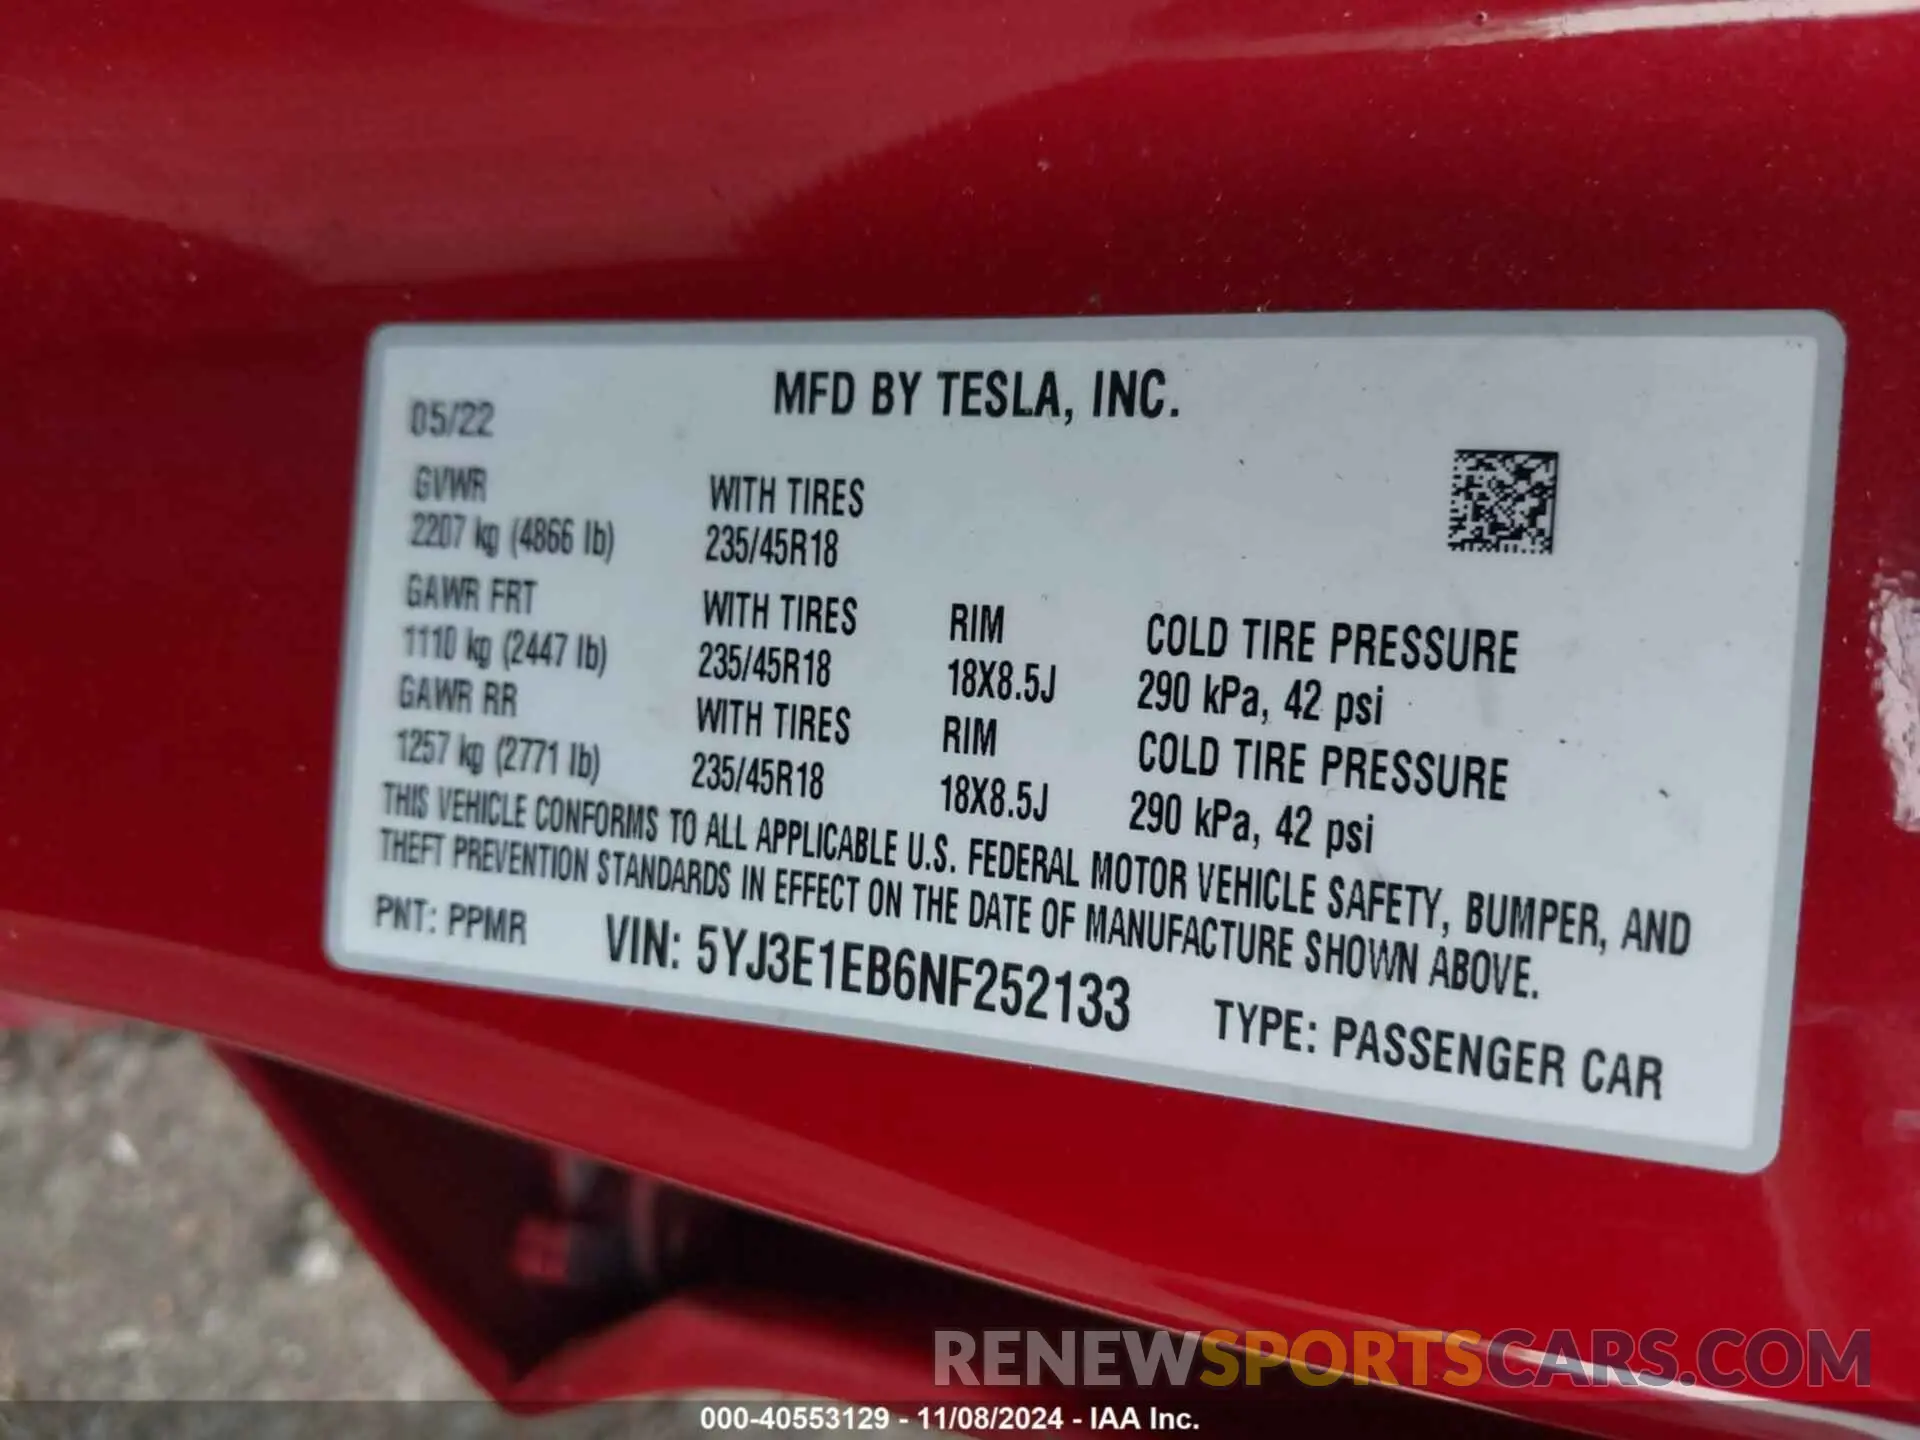 MFD BY TESLA, INC.
05/22
GVWR WITH TIRES
2207 kg (4866 lb) 235/45R18
GAWR FRT WITH TIRES RIM COLD TIRE PRESSURE
1110 kg (2447 lb) 235/45R18 18X8.5J 290 kPa, 42 psi
GAWR RR WITH TIRES RIM COLD TIRE PRESSURE
1257 kg (2771 lb) 235/45R18 18X8.5J 290 kPa, 42 psi
THIS VEHICLE CONFORMS TO ALL APPLICABLE U.S. FEDERAL MOTOR VEHICLE SAFETY, BUMPER, AND
THEFT PREVENTION STANDARDS IN EFFECT ON THE DATE OF MANUFACTURE SHOWN ABOVE.
PNT: PPMR VIN: 5YJ3E1EB6NF252133 TYPE: PASSENGER CAR
RENEWSPORTSCARS.COM
000-40553129 - 11/08/2024 - IAA Inc.